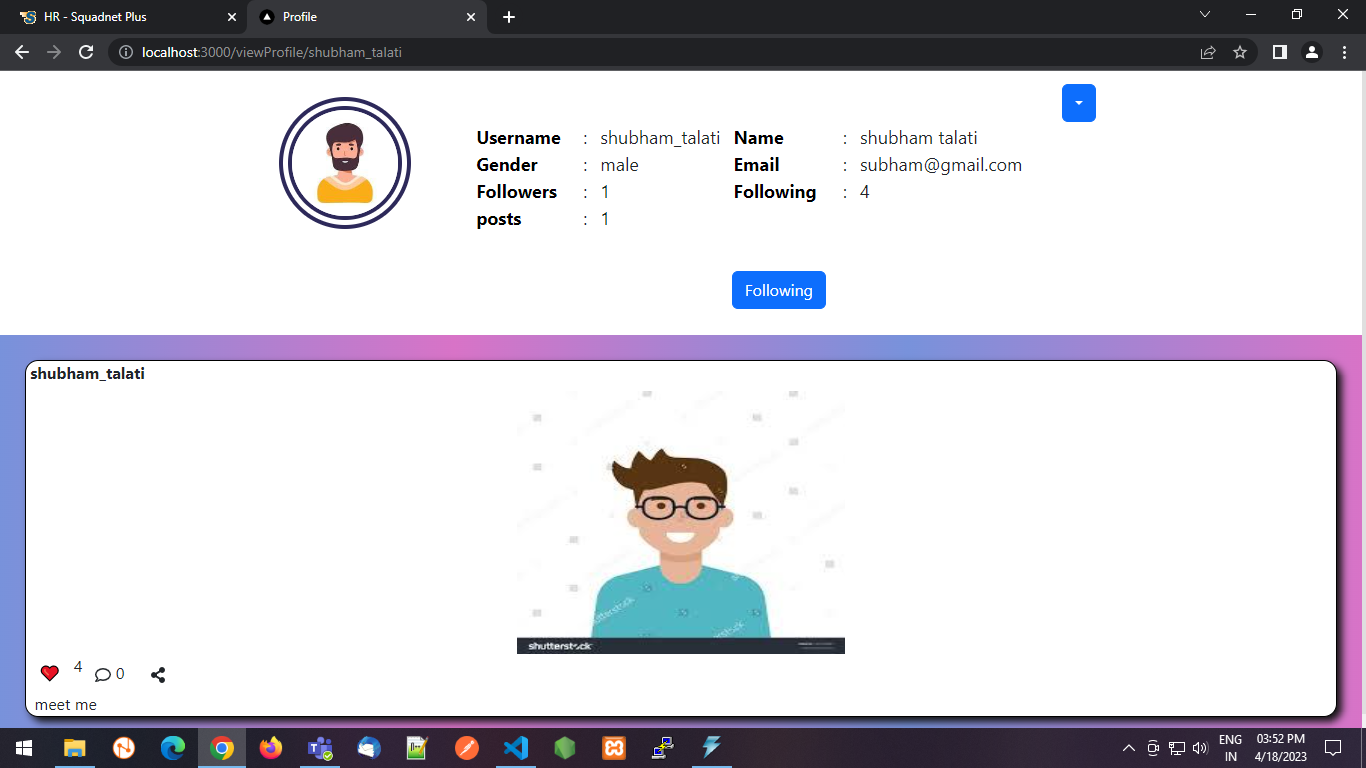 HR - Squadnet Plus
Profile
localhost:3000/viewProfile/shubham_talati
Username : shubham_talati Name : shubham talati
Gender : male Email : subham@gmail.com
Followers : 1 Following : 4
posts : 1
Following
shubham_talati
shutterstock
shutterstock
shutterstock
4 0
meet me
ENG 03:52 PM
IN 4/18/2023